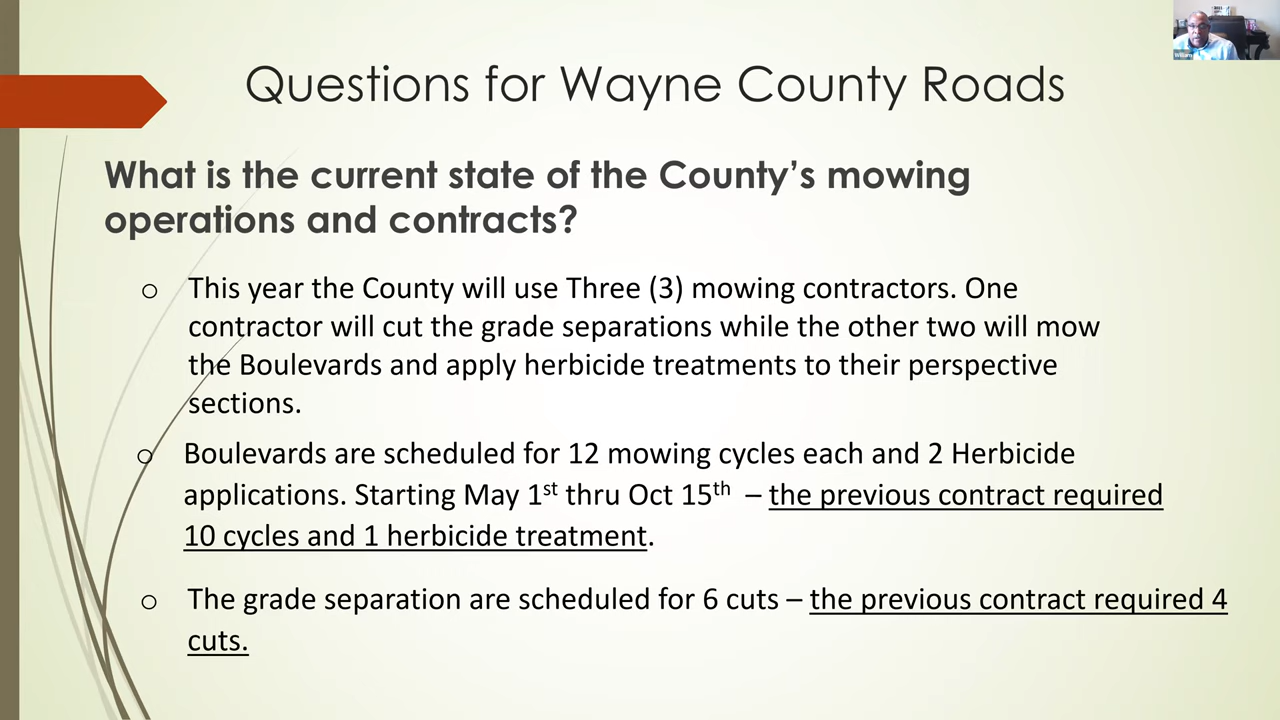 Questions for Wayne County Roads
What is the current state of the County's mowing
operations and contracts?
o This year the County will use Three (3) mowing contractors. One
contractor will cut the grade separations while the other two will mow
the Boulevards and apply herbicide treatments to their perspective
sections.
o Boulevards are scheduled for 12 mowing cycles each and 2 Herbicide
applications. Starting May 1st thru Oct 15th – the previous contract required
10 cycles and 1 herbicide treatment.
o The grade separation are scheduled for 6 cuts – the previous contract required 4
cuts.